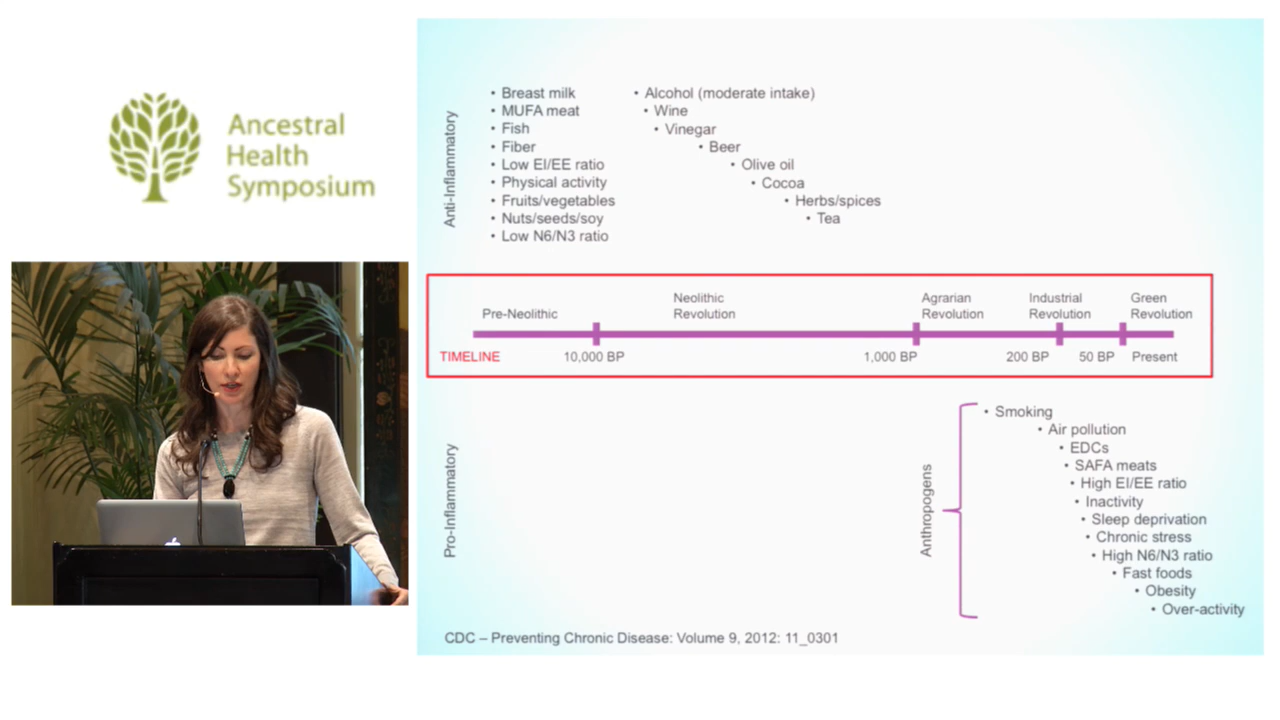 Ancestral
Health
Symposium
Anti-Inflammatory
• Breast milk
• MUFA meat
• Fish
• Fiber
• Low EI/EE ratio
• Physical activity
• Fruits/vegetables
• Nuts/seeds/soy
• Low N6/N3 ratio
• Alcohol (moderate intake)
• Wine
• Vinegar
• Beer
• Olive oil
• Cocoa
• Herbs/spices
• Tea
Pre-Neolithic
Neolithic
Revolution
Agrarian
Revolution
Industrial
Revolution
Green
Revolution
TIMELINE
10,000 BP
1,000 BP
200 BP
50 BP
Present
Pro-Inflammatory
Anthropogens
• Smoking
• Air pollution
• EDCs
• SAFA meats
• High EI/EE ratio
• Inactivity
• Sleep deprivation
• Chronic stress
• High N6/N3 ratio
• Fast foods
• Obesity
• Over-activity
CDC – Preventing Chronic Disease: Volume 9, 2012: 11_0301